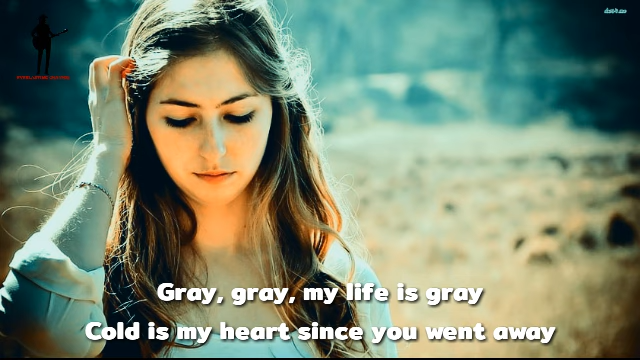 Gray, gray, my life is gray
Cold is my heart since you went away